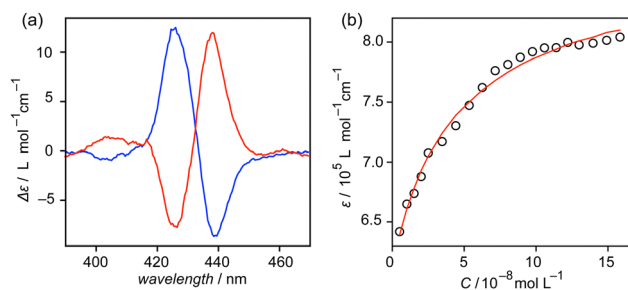 (a)
10
5
0
−5
Δε / L mol⁻¹cm⁻¹
400
420
440
460
wavelength / nm
(b)
8.0
7.5
7.0
6.5
ε / 10⁵ L mol⁻¹cm⁻¹
0
5
10
15
C / 10⁻⁸ mol L⁻¹